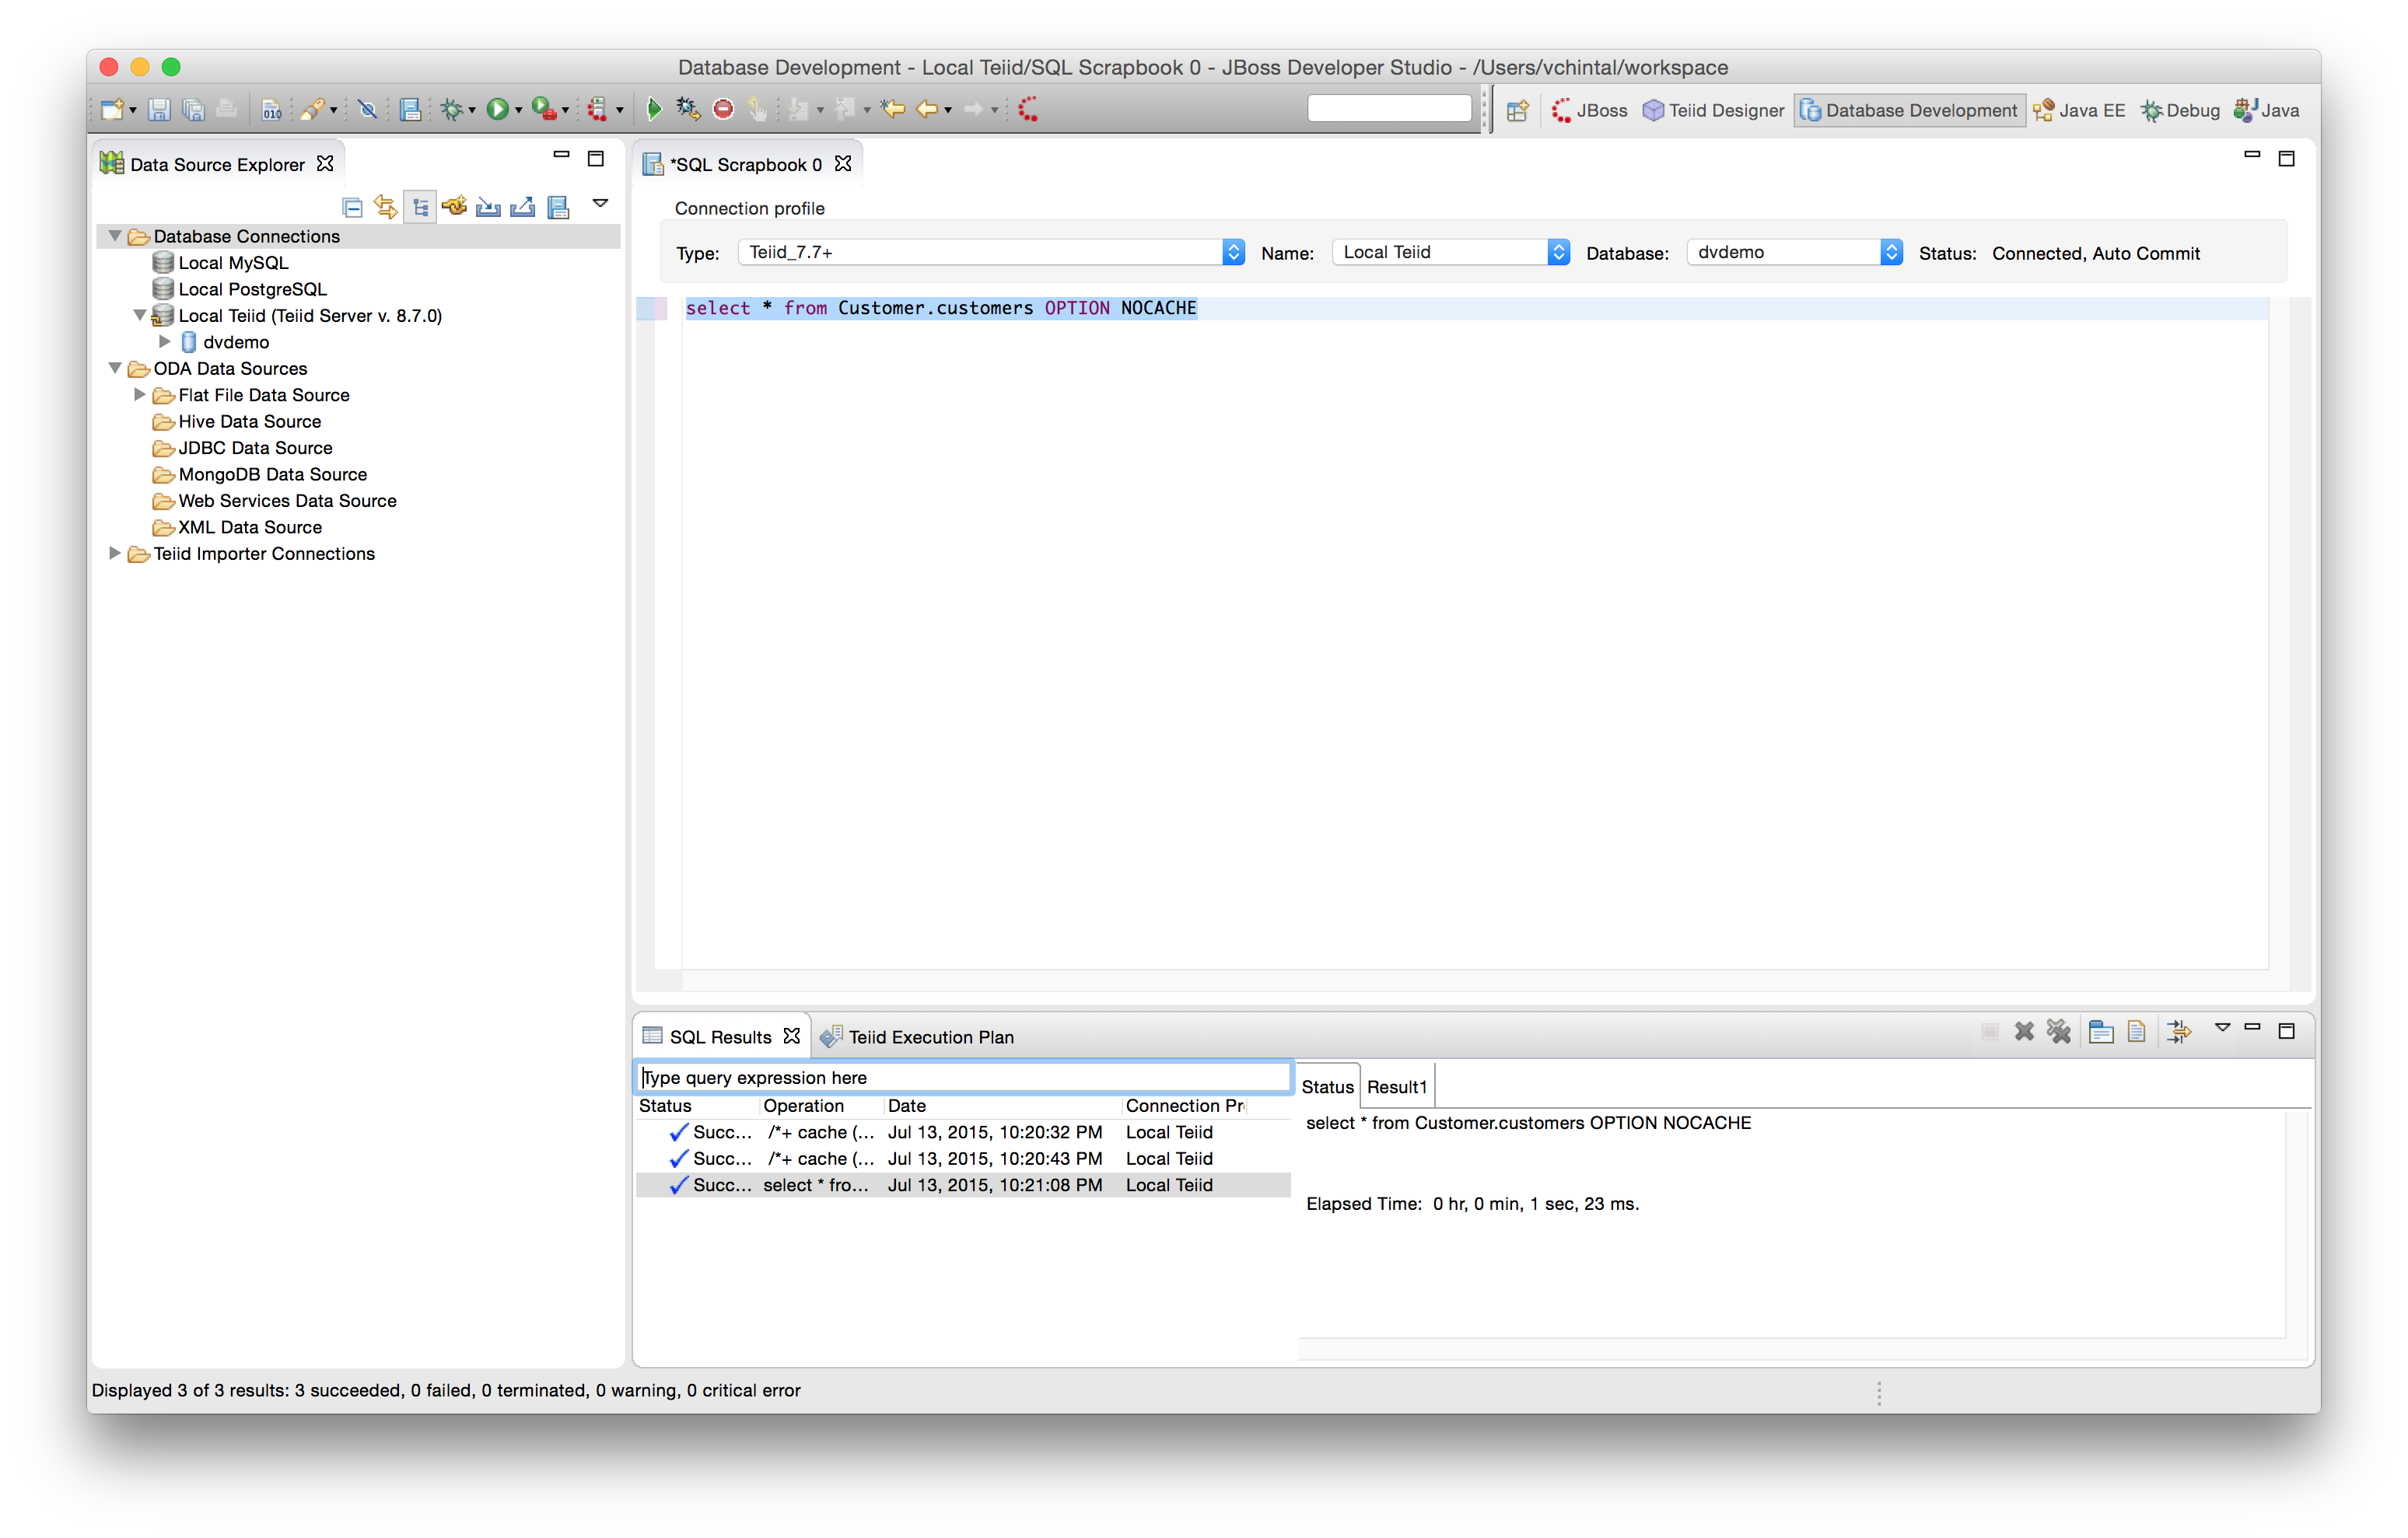 Database Development - Local Teiid/SQL Scrapbook 0 - JBoss Developer Studio - /Users/vchintal/workspace
010
JBoss Teiid Designer Database Development Java EE Debug Java
Data Source Explorer
Database Connections
Local MySQL
Local PostgreSQL
Local Teiid (Teiid Server v. 8.7.0)
dvdemo
ODA Data Sources
Flat File Data Source
Hive Data Source
JDBC Data Source
MongoDB Data Source
Web Services Data Source
XML Data Source
Teiid Importer Connections
*SQL Scrapbook 0
Connection profile
Type: Teiid_7.7+ Name: Local Teiid Database: dvdemo Status: Connected, Auto Commit
select * from Customer.customers OPTION NOCACHE
SQL Results Teiid Execution Plan
Type query expression here
Status Operation Date Connection Pr
Succ... /*+ cache (... Jul 13, 2015, 10:20:32 PM Local Teiid
Succ... /*+ cache (... Jul 13, 2015, 10:20:43 PM Local Teiid
Succ... select * fro... Jul 13, 2015, 10:21:08 PM Local Teiid
Status Result1
select * from Customer.customers OPTION NOCACHE
Elapsed Time: 0 hr, 0 min, 1 sec, 23 ms.
Displayed 3 of 3 results: 3 succeeded, 0 failed, 0 terminated, 0 warning, 0 critical error